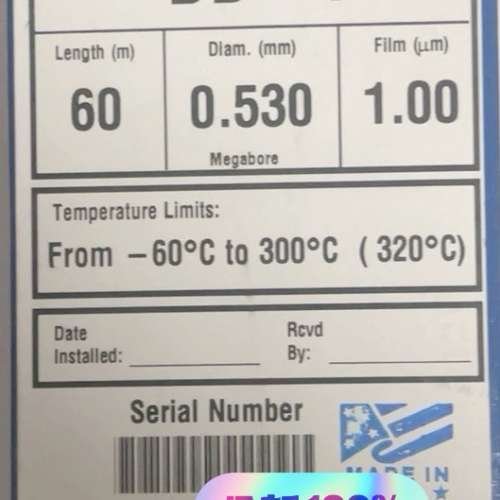 Length (m) Diam. (mm) Film (μm)
60 0.530 1.00
Megabore
Temperature Limits:
From – 60°C to 300°C ( 320°C)
Date Rcvd
Installed: By:
Serial Number
MADE IN